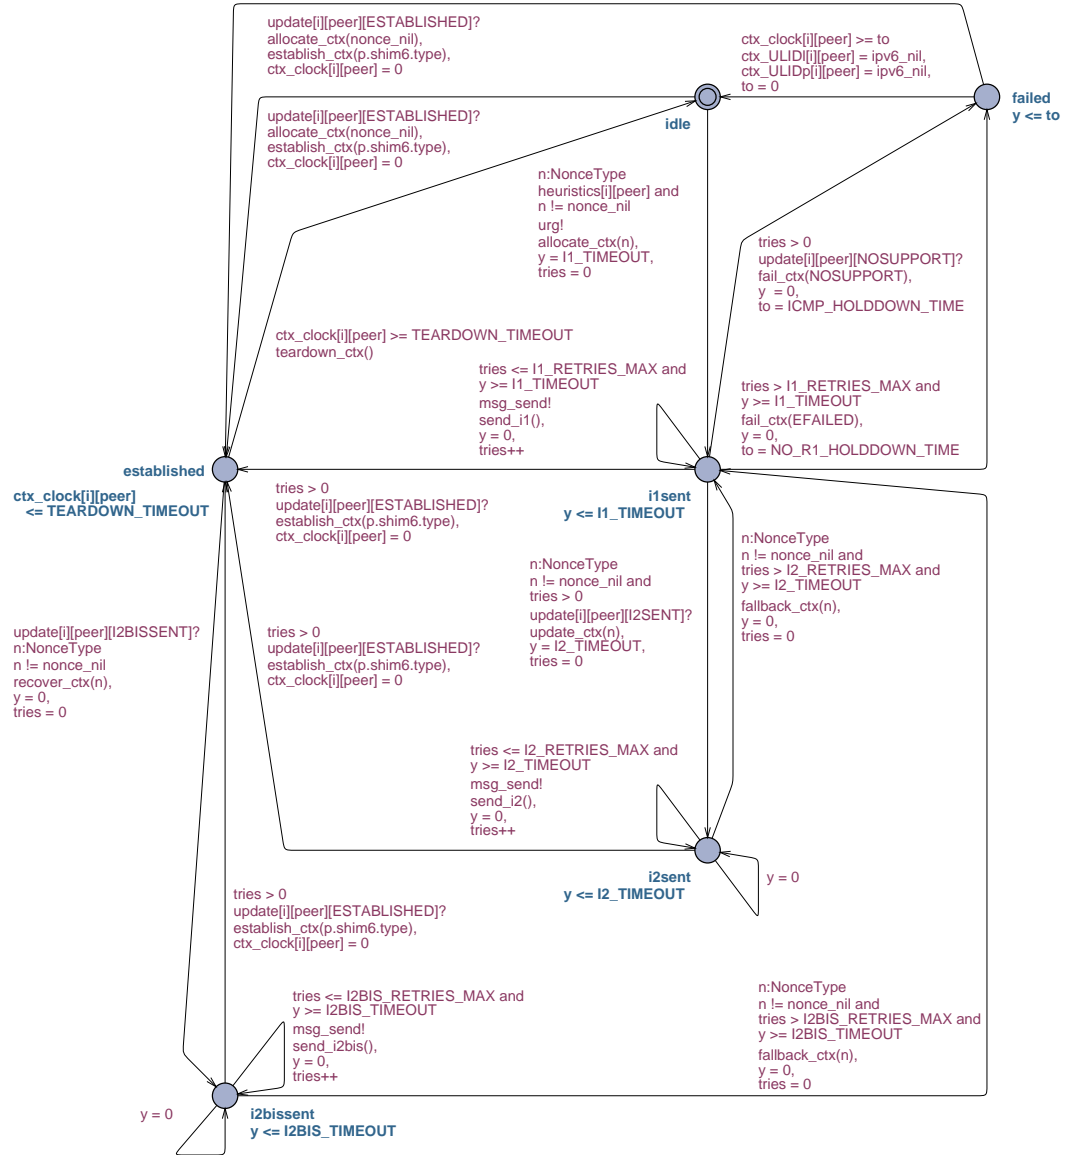 update[i][peer][ESTABLISHED]?
allocate_ctx(nonce_nil),
establish_ctx(p.shim6.type),
ctx_clock[i][peer] = 0
ctx_clock[i][peer] >= to
ctx_ULIDl[i][peer] = ipv6_nil,
ctx_ULIDp[i][peer] = ipv6_nil,
to = 0
failed
y <= to
idle
update[i][peer][ESTABLISHED]?
allocate_ctx(nonce_nil),
establish_ctx(p.shim6.type),
ctx_clock[i][peer] = 0
n:NonceType
heuristics[i][peer] and
n != nonce_nil
urg!
allocate_ctx(n),
y = I1_TIMEOUT,
tries = 0
tries > 0
update[i][peer][NOSUPPORT]?
fail_ctx(NOSUPPORT),
y = 0,
to = ICMP_HOLDDOWN_TIME
ctx_clock[i][peer] >= TEARDOWN_TIMEOUT
teardown_ctx()
tries <= I1_RETRIES_MAX and
y >= I1_TIMEOUT
msg_send!
send_i1(),
y = 0,
tries++
tries > I1_RETRIES_MAX and
y >= I1_TIMEOUT
fail_ctx(EFAILED),
y = 0,
to = NO_R1_HOLDDOWN_TIME
established
ctx_clock[i][peer]
<= TEARDOWN_TIMEOUT
i1sent
y <= I1_TIMEOUT
tries > 0
update[i][peer][ESTABLISHED]?
establish_ctx(p.shim6.type),
ctx_clock[i][peer] = 0
n:NonceType
n != nonce_nil and
tries > 0
update[i][peer][I2SENT]?
update_ctx(n),
y = I2_TIMEOUT,
tries = 0
n:NonceType
n != nonce_nil and
tries > I2_RETRIES_MAX and
y >= I2_TIMEOUT
fallback_ctx(n),
y = 0,
tries = 0
update[i][peer][I2BISSENT]?
n:NonceType
n != nonce_nil
recover_ctx(n),
y = 0,
tries = 0
tries > 0
update[i][peer][ESTABLISHED]?
establish_ctx(p.shim6.type),
ctx_clock[i][peer] = 0
tries <= I2_RETRIES_MAX and
y >= I2_TIMEOUT
msg_send!
send_i2(),
y = 0,
tries++
i2sent
y <= I2_TIMEOUT
y = 0
tries > 0
update[i][peer][ESTABLISHED]?
establish_ctx(p.shim6.type),
ctx_clock[i][peer] = 0
tries <= I2BIS_RETRIES_MAX and
y >= I2BIS_TIMEOUT
msg_send!
send_i2bis(),
y = 0,
tries++
n:NonceType
n != nonce_nil and
tries > I2BIS_RETRIES_MAX and
y >= I2BIS_TIMEOUT
fallback_ctx(n),
y = 0,
tries = 0
y = 0
i2bissent
y <= I2BIS_TIMEOUT